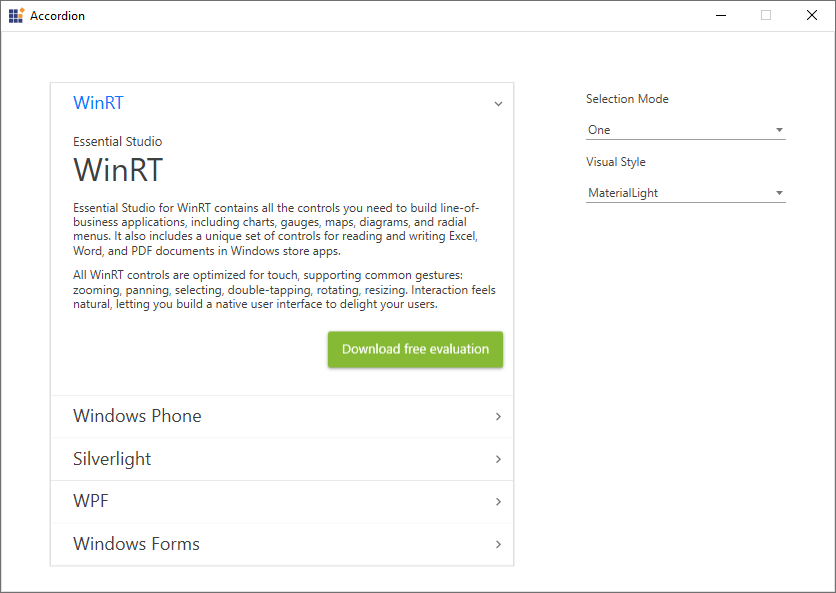 Accordion
WinRT
Essential Studio
WinRT
Essential Studio for WinRT contains all the controls you need to build line-of-
business applications, including charts, gauges, maps, diagrams, and radial
menus. It also includes a unique set of controls for reading and writing Excel,
Word, and PDF documents in Windows store apps.
All WinRT controls are optimized for touch, supporting common gestures:
zooming, panning, selecting, double-tapping, rotating, resizing. Interaction feels
natural, letting you build a native user interface to delight your users.
Download free evaluation
Windows Phone
Silverlight
WPF
Windows Forms
Selection Mode
One
Visual Style
MaterialLight